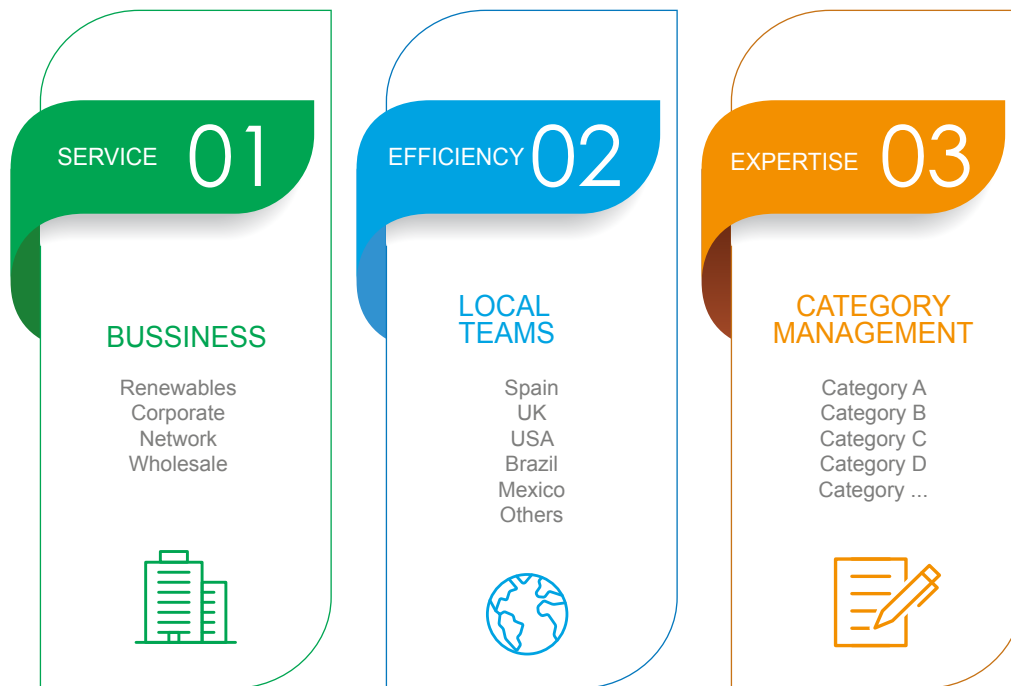 SERVICE 01
BUSSINESS
Renewables
Corporate
Network
Wholesale
EFFICIENCY 02
LOCAL
TEAMS
Spain
UK
USA
Brazil
Mexico
Others
EXPERTISE 03
CATEGORY
MANAGEMENT
Category A
Category B
Category C
Category D
Category ...